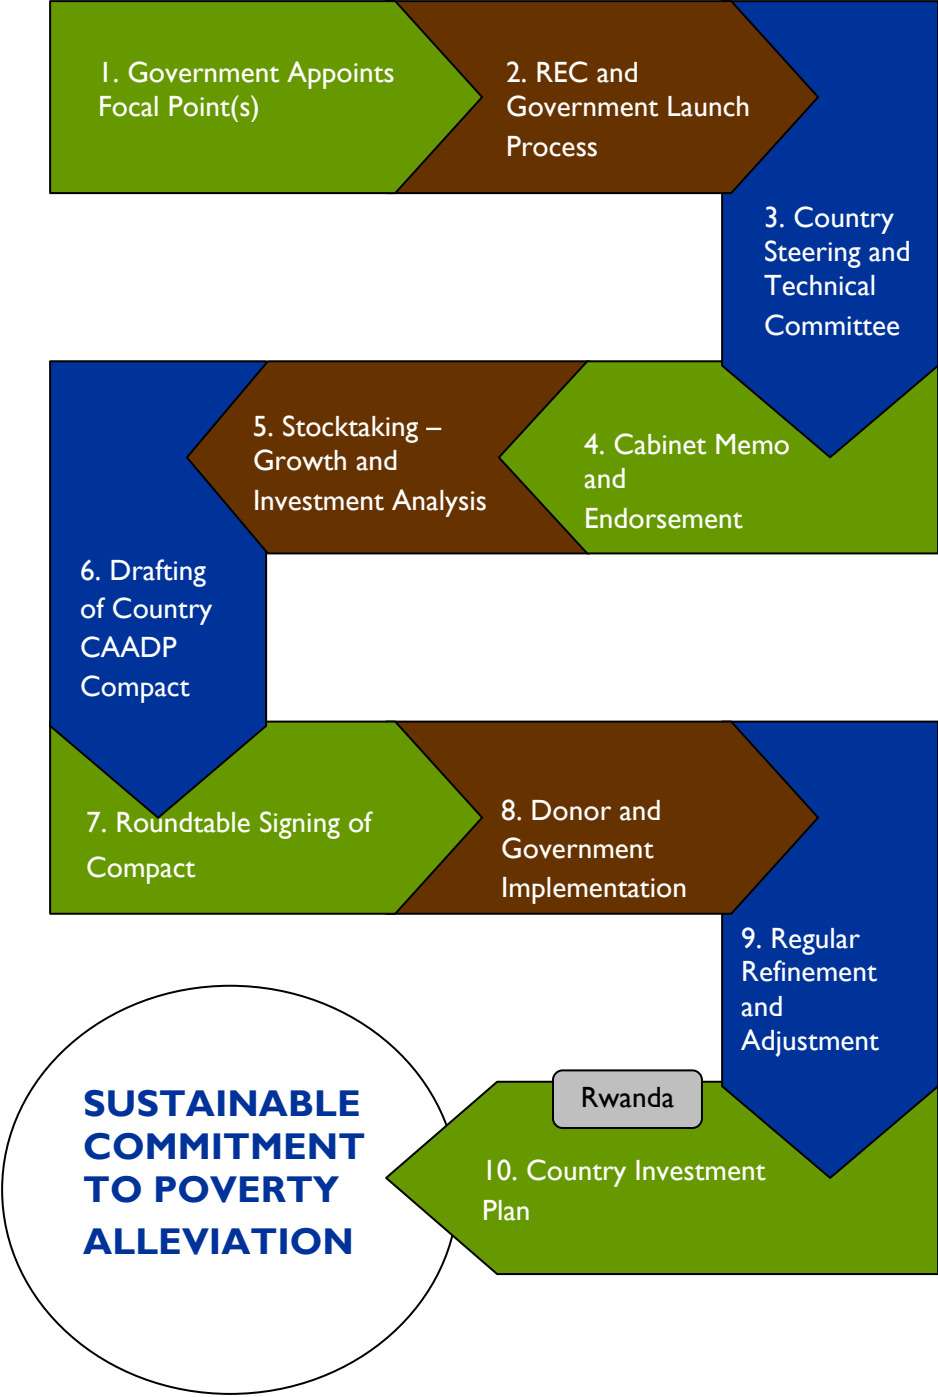 1. Government Appoints
Focal Point(s)
2. REC and
Government Launch
Process
3. Country
Steering and
Technical
Committee
4. Cabinet Memo
and
Endorsement
5. Stocktaking –
Growth and
Investment Analysis
6. Drafting
of Country
CAADP
Compact
7. Roundtable Signing of
Compact
8. Donor and
Government
Implementation
9. Regular
Refinement
and
Adjustment
Rwanda
10. Country Investment
Plan
SUSTAINABLE
COMMITMENT
TO POVERTY
ALLEVIATION